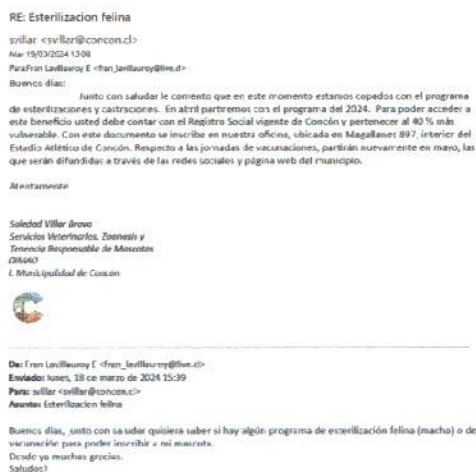 RE: Esterilizacion felina
svillar <svillar@concon.cl>
Mar 19/03/2024 13:08
Para:Fran Lavillauroy E <fran_lavillauroy@live.cl>
Buenos días:
Junto con saludar le comento que en este momento estamos copados con el programa
de esterilizaciones y castraciones. En abril partiremos con el programa del 2024. Para poder acceder a
este beneficio usted debe contar con el Registro Social vigente de Concón y pertenecer al 40 % más
vulnerable. Con este documento se inscribe en nuestra oficina, ubicada en Magallanes 897, interior del
Estadio Atlético de Concón. Respecto a las jornadas de vacunaciones, partirán nuevamente en mayo, las
que serán difundidas a través de las redes sociales y página web del municipio.
Atentamente
Soledad Villar Bravo
Servicios Veterinarios, Zoonosis y
Tenencia Responsable de Mascotas
DIMAO
I. Municipalidad de Concón
De: Fran Lavillauroy E <fran_lavillauroy@live.cl>
Enviado: lunes, 18 de marzo de 2024 15:39
Para: svillar <svillar@concon.cl>
Asunto: Esterilizacion felina
Buenos días, junto con saludar quisiera saber si hay algún programa de esterilización felina (macho) o de
vacunación para poder inscribir a mi mascota.
Desde ya muchas gracias.
Saludos!